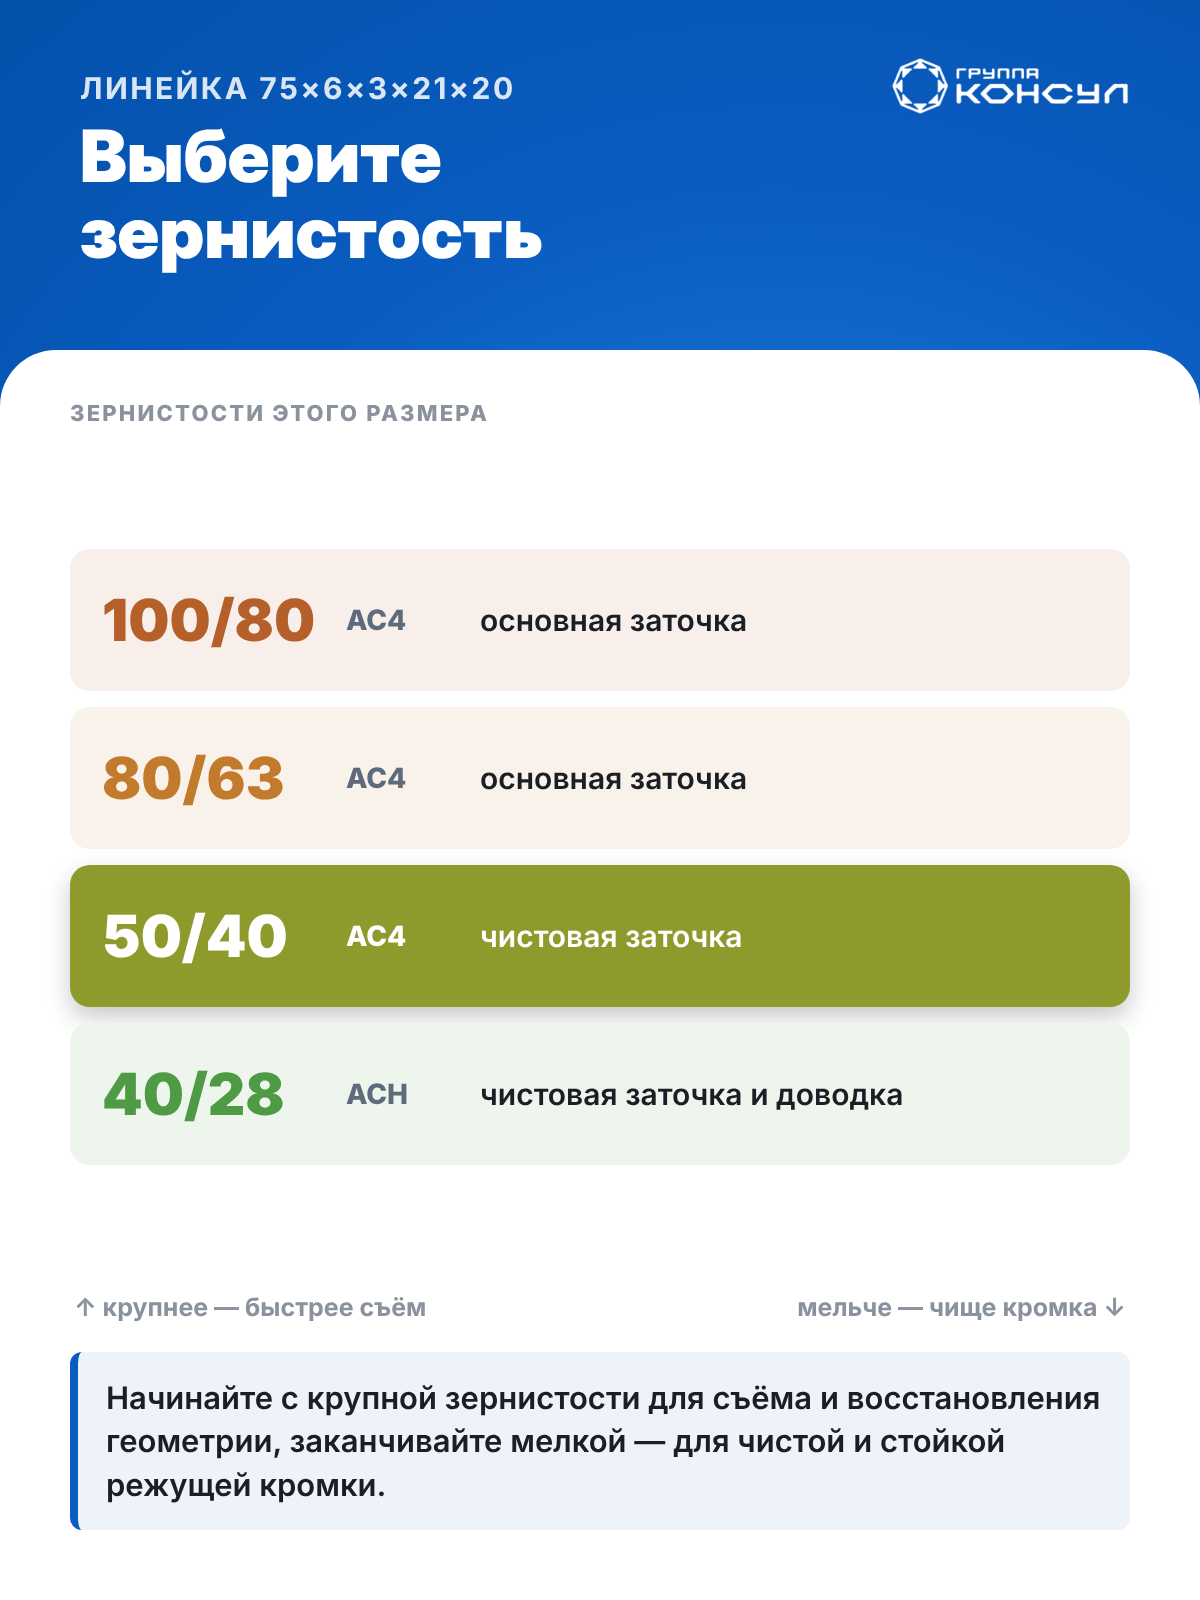 ЛИНЕЙКА 75×6×3×21×20
ГРУППА
КОНСУЛ
Выберите
зернистость
ЗЕРНИСТОСТИ ЭТОГО РАЗМЕРА
100/80 АС4 основная заточка
80/63 АС4 основная заточка
50/40 АС4 чистовая заточка
40/28 АСН чистовая заточка и доводка
↑ крупнее — быстрее съём мельче — чище кромка ↓
Начинайте с крупной зернистости для съёма и восстановления
геометрии, заканчивайте мелкой — для чистой и стойкой
режущей кромки.